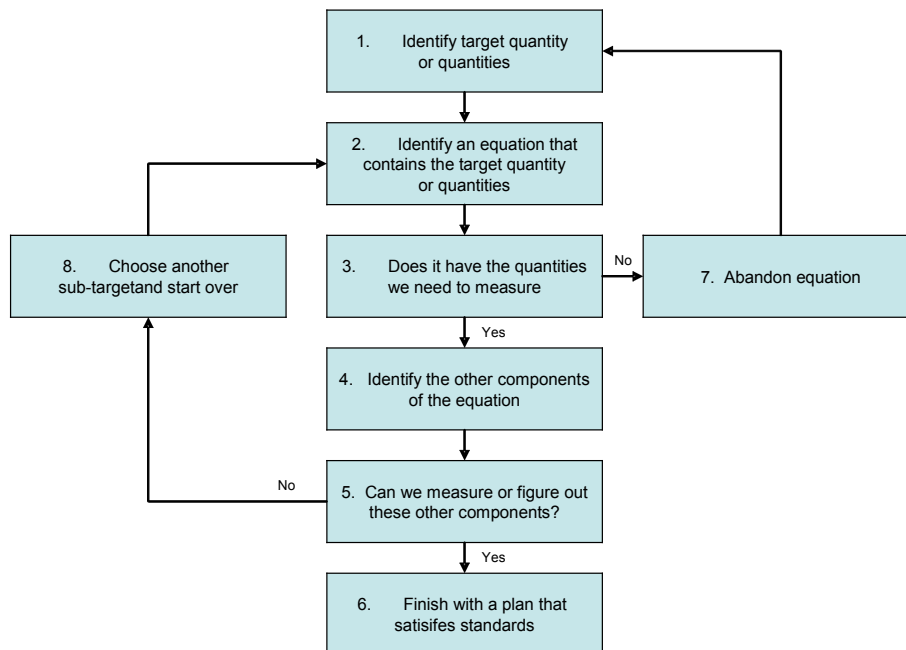 1. Identify target quantity
or quantities
2. Identify an equation that
contains the target quantity
or quantities
8. Choose another
sub-targetand start over
3. Does it have the quantities
we need to measure
No
7. Abandon equation
Yes
4. Identify the other components
of the equation
No
5. Can we measure or figure out
these other components?
Yes
6. Finish with a plan that
satisifes standards